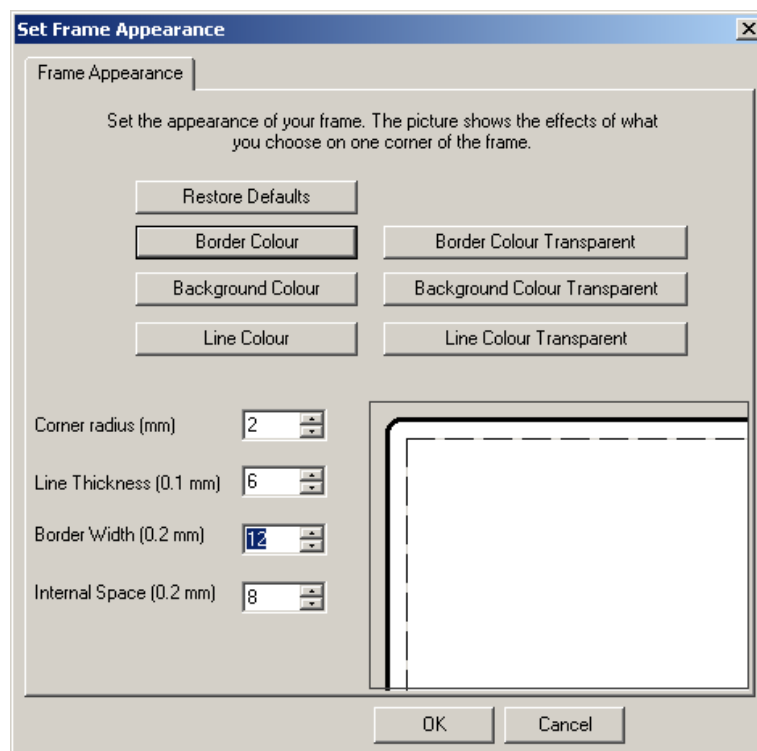 Set Frame Appearance
Frame Appearance
Set the appearance of your frame. The picture shows the effects of what
you choose on one corner of the frame.
Restore Defaults
Border Colour
Border Colour Transparent
Background Colour
Background Colour Transparent
Line Colour
Line Colour Transparent
Corner radius (mm)
2
Line Thickness (0.1 mm)
6
Border Width (0.2 mm)
12
Internal Space (0.2 mm)
8
OK
Cancel